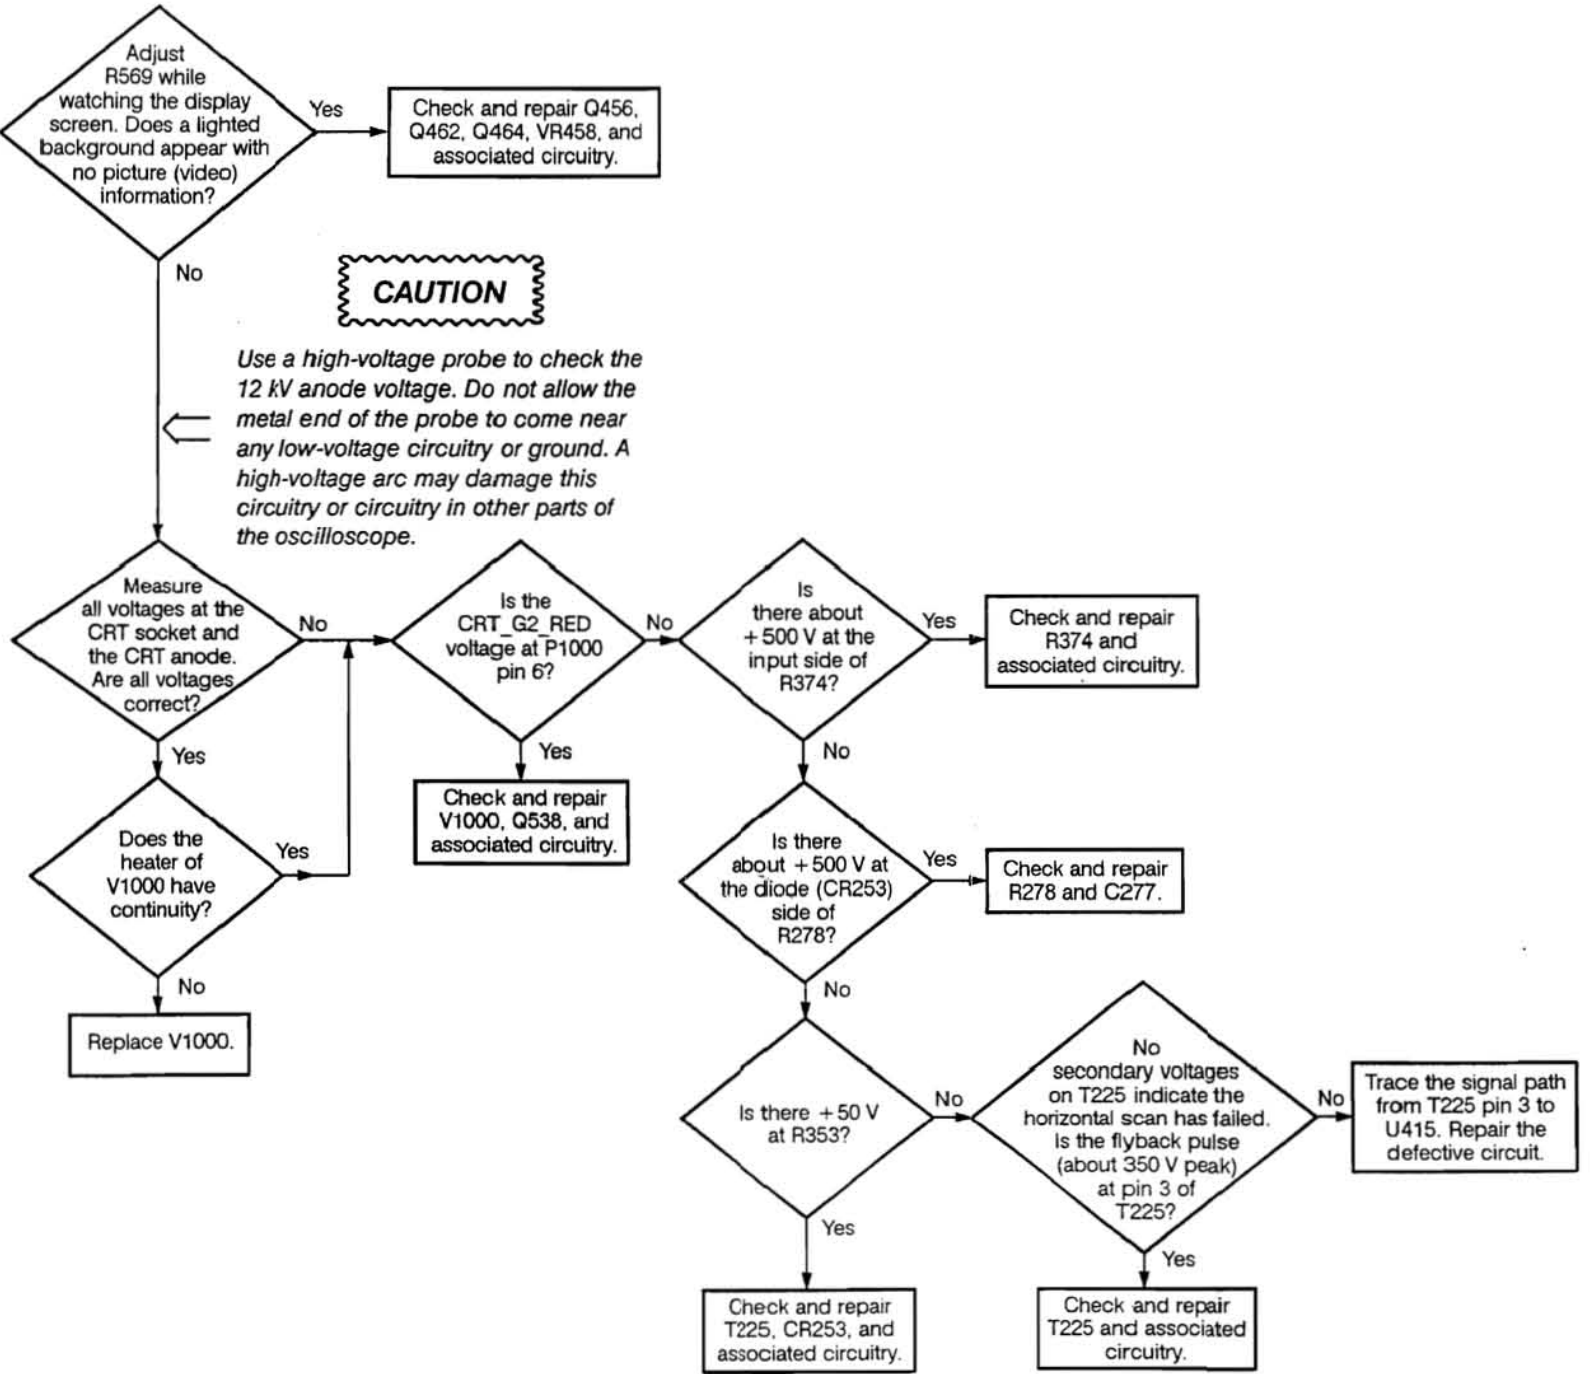 Adjust
R569 while
watching the display
screen. Does a lighted
background appear with
no picture (video)
information?
Yes
Check and repair Q456,
Q462, Q464, VR458, and
associated circuitry.
No
CAUTION
Use a high-voltage probe to check the
12 kV anode voltage. Do not allow the
metal end of the probe to come near
any low-voltage circuitry or ground. A
high-voltage arc may damage this
circuitry or circuitry in other parts of
the oscilloscope.
Measure
all voltages at the
CRT socket and
the CRT anode.
Are all voltages
correct?
No
Yes
Is the
CRT_G2_RED
voltage at P1000
pin 6?
No
Yes
Is
there about
+500 V at the
input side of
R374?
Yes
Check and repair
R374 and
associated circuitry.
No
Does the
heater of
V1000 have
continuity?
Yes
No
Replace V1000.
Check and repair
V1000, Q538, and
associated circuitry.
Is there
about +500 V at
the diode (CR253)
side of
R278?
Yes
Check and repair
R278 and C277.
No
Is there +50 V
at R353?
No
Yes
No
secondary voltages
on T225 indicate the
horizontal scan has failed.
Is the flyback pulse
(about 350 V peak)
at pin 3 of
T225?
No
Trace the signal path
from T225 pin 3 to
U415. Repair the
defective circuit.
Yes
Check and repair
T225, CR253, and
associated circuitry.
Check and repair
T225 and associated
circuitry.